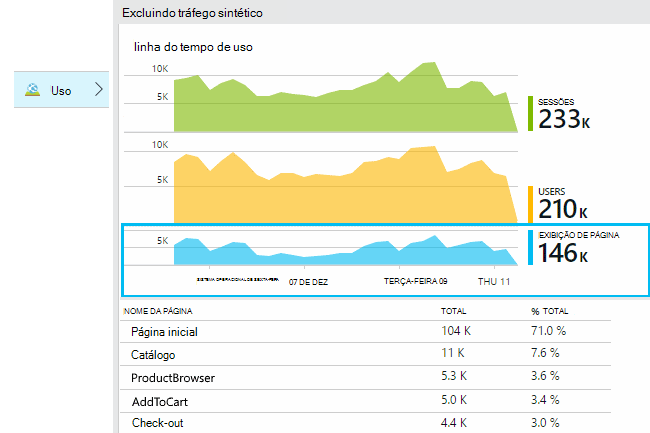 Excluindo tráfego sintético
linha do tempo de uso
Uso
10K
5K
SESSÕES
233K
10K
5K
USERS
210K
5K
EXIBIÇÃO DE PÁGINA
146K
SISTEMA OPERACIONAL DE SEXTA-FEIRA 07 DE DEZ TERÇA-FEIRA 09 THU 11
NOME DA PÁGINA TOTAL % TOTAL
Página inicial 104 K 71.0 %
Catálogo 11 K 7.6 %
ProductBrowser 5.3 K 3.6 %
AddToCart 5.0 K 3.4 %
Check-out 4.4 K 3.0 %